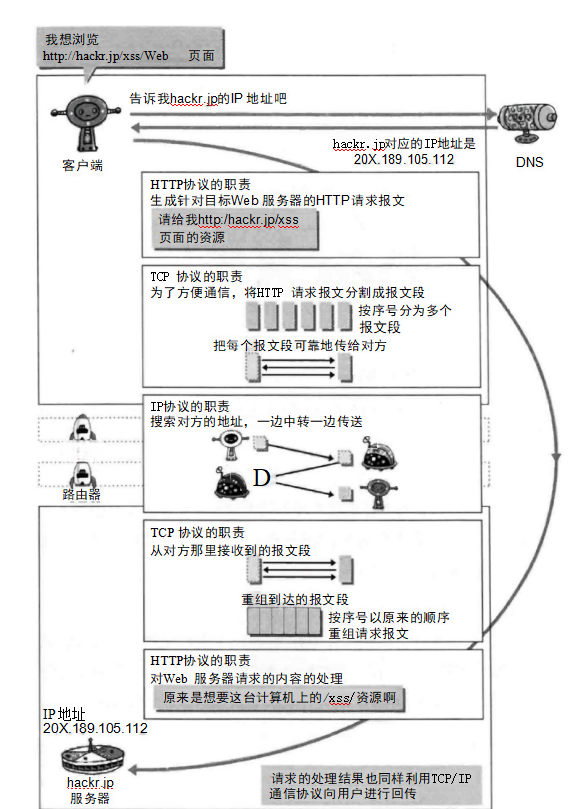 我想浏览
http://hackr.jp/xss/Web 页面
告诉我hackr.jp的IP 地址吧
hackr.jp对应的IP地址是
20X.189.105.112
客户端
DNS
HTTP协议的职责
生成针对目标Web 服务器的HTTP请求报文
请给我http:/hackr.jp/xss
页面的资源
TCP 协议的职责
为了方便通信，将HTTP 请求报文分割成报文段
按序号分为多个
报文段
把每个报文段可靠地传给对方
IP协议的职责
搜索对方的地址，一边中转一边传送
D
路由器
TCP 协议的职责
从对方那里接收到的报文段
重组到达的报文段
按序号以原来的顺序
重组请求报文
HTTP协议的职责
对Web 服务器请求的内容的处理
原来是想要这台计算机上的/xss/资源啊
IP地址
20X.189.105.112
hackr.jp
服务器
请求的处理结果也同样利用TCP/IP
通信协议向用户进行回传